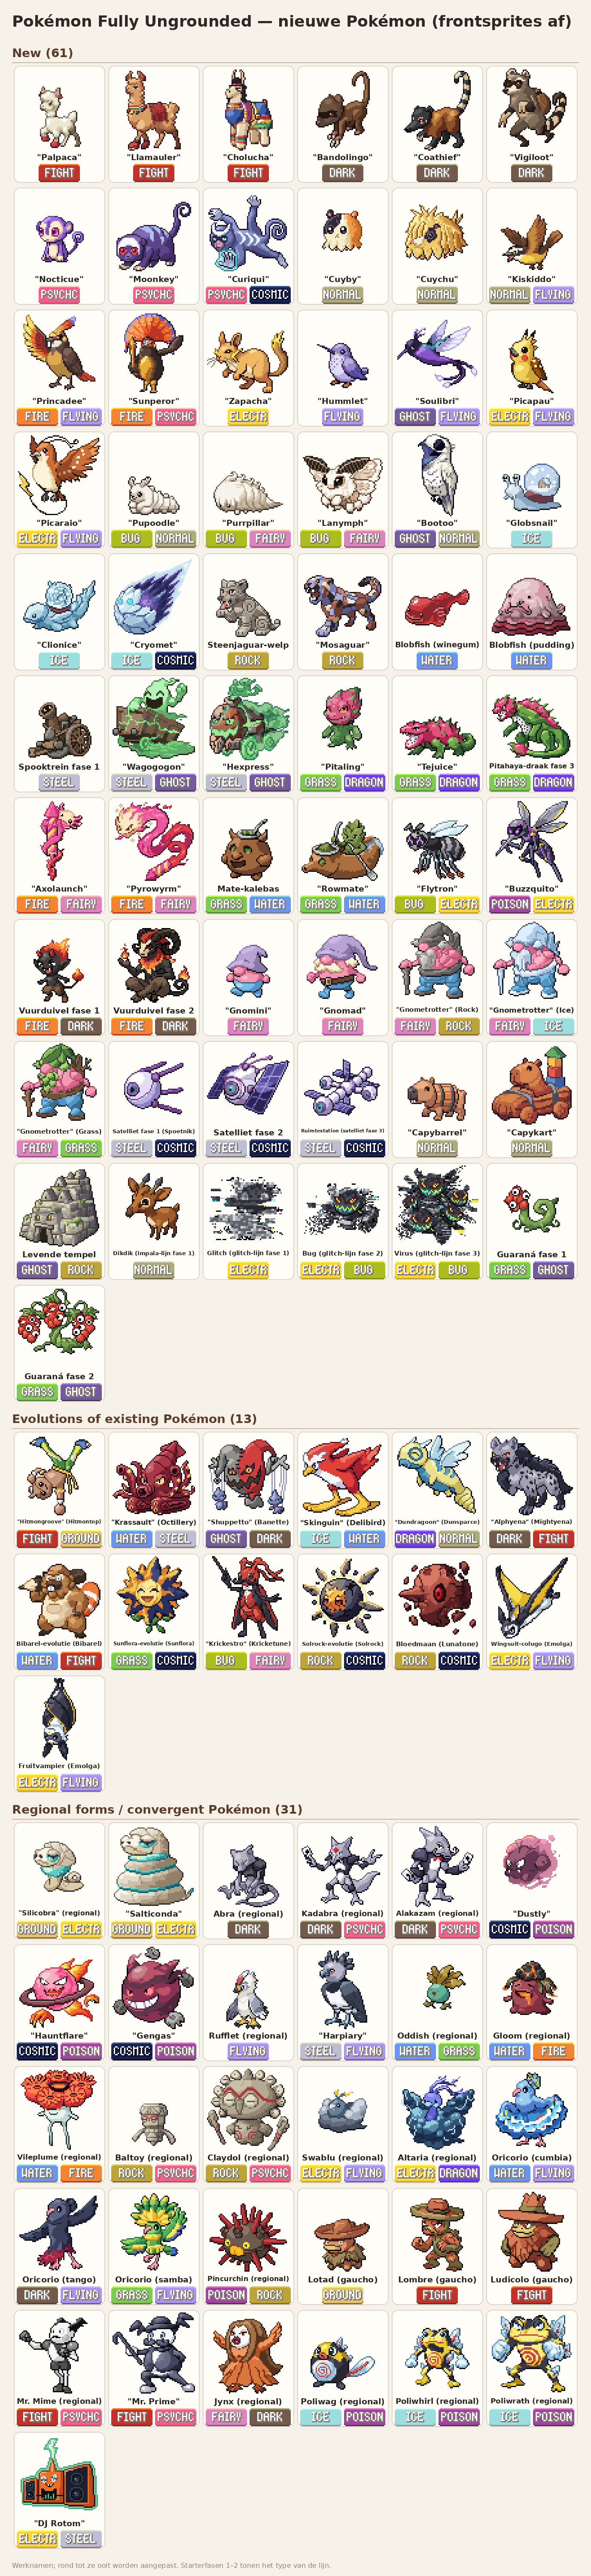 Pokémon Fully Ungrounded — nieuwe Pokémon (frontsprites af)
New (61)
"Palpaca" "Llamauler" "Cholucha" "Bandolingo" "Coathief" "Vigiloot"
FIGHT FIGHT FIGHT DARK DARK DARK
"Nocticue" "Moonkey" "Curiqui" "Cuyby" "Cuychu" "Kiskiddo"
PSYCHC PSYCHC PSYCHC COSMIC NORMAL NORMAL NORMAL FLYING
"Princadee" "Sunperor" "Zapacha" "Hummlet" "Soulibri" "Picapau"
FIRE FLYING FIRE PSYCHC ELECTR FLYING GHOST FLYING ELECTR FLYING
"Picaraio" "Pupoodle" "Purrpillar" "Lanymph" "Bootoo" "Globsnail"
ELECTR FLYING BUG NORMAL BUG FAIRY BUG FAIRY GHOST NORMAL ICE
"Clionice" "Cryomet" Steenjaguar-welp "Mosaguar" Blobfish (winegum) Blobfish (pudding)
ICE ICE COSMIC ROCK ROCK WATER WATER
Spooktrein fase 1 "Wagogogon" "Hexpress" "Pitaling" "Tejuice" Pitahaya-draak fase 3
STEEL STEEL GHOST STEEL GHOST GRASS DRAGON GRASS DRAGON GRASS DRAGON
"Axolaunch" "Pyrowyrm" Mate-kalebas "Rowmate" "Flytron" "Buzzquito"
FIRE FAIRY FIRE FAIRY GRASS WATER GRASS WATER BUG ELECTR POISON ELECTR
Vuurduivel fase 1 Vuurduivel fase 2 "Gnomini" "Gnomad" "Gnometrotter" (Rock) "Gnometrotter" (Ice)
FIRE DARK FIRE DARK FAIRY FAIRY FAIRY ROCK FAIRY ICE
"Gnometrotter" (Grass) Satelliet fase 1 (Spoetnik) Satelliet fase 2 Ruimtestation (satelliet fase 3) "Capybarrel" "Capykart"
FAIRY GRASS STEEL COSMIC STEEL COSMIC STEEL COSMIC NORMAL NORMAL
Levende tempel Dikdik (impala-lijn fase 1) Glitch (glitch-lijn fase 1) Bug (glitch-lijn fase 2) Virus (glitch-lijn fase 3) Guaraná fase 1
GHOST ROCK NORMAL ELECTR ELECTR BUG ELECTR BUG GRASS GHOST
Guaraná fase 2
GRASS GHOST
Evolutions of existing Pokémon (13)
"Hitmongroove" (Hitmontop) "Krassault" (Octillery) "Shuppetto" (Banette) "Skinguin" (Delibird) "Dundragoon" (Dunsparce) "Alphyena" (Mightyena)
FIGHT GROUND WATER STEEL GHOST DARK ICE WATER DRAGON NORMAL DARK FIGHT
Bibarel-evolutie (Bibarel) Sunflora-evolutie (Sunflora) "Krickestro" (Kricketune) Solrock-evolutie (Solrock) Bloedmaan (Lunatone) Wingsuit-colugo (Emolga)
WATER FIGHT GRASS COSMIC BUG FAIRY ROCK COSMIC ROCK COSMIC ELECTR FLYING
Fruitvampier (Emolga)
ELECTR FLYING
Regional forms / convergent Pokémon (31)
"Silicobra" (regional) "Salticonda" Abra (regional) Kadabra (regional) Alakazam (regional) "Dustly"
GROUND ELECTR GROUND ELECTR DARK DARK PSYCHC DARK PSYCHC COSMIC POISON
"Hauntflare" "Gengas" Rufflet (regional) "Harpiary" Oddish (regional) Gloom (regional)
COSMIC POISON COSMIC POISON FLYING STEEL FLYING WATER GRASS WATER FIRE
Vileplume (regional) Baltoy (regional) Claydol (regional) Swablu (regional) Altaria (regional) Oricorio (cumbia)
WATER FIRE ROCK PSYCHC ROCK PSYCHC ELECTR FLYING ELECTR DRAGON WATER FLYING
Oricorio (tango) Oricorio (samba) Pincurchin (regional) Lotad (gaucho) Lombre (gaucho) Ludicolo (gaucho)
DARK FLYING GRASS FLYING POISON ROCK GROUND FIGHT FIGHT
Mr. Mime (regional) "Mr. Prime" Jynx (regional) Poliwag (regional) Poliwhirl (regional) Poliwrath (regional)
FIGHT PSYCHC FIGHT PSYCHC FAIRY DARK ICE POISON ICE POISON ICE POISON
"DJ Rotom"
ELECTR STEEL
Werknamen; rond tot ze ooit worden aangepast. Starterfasen 1–2 tonen het type van de lijn.